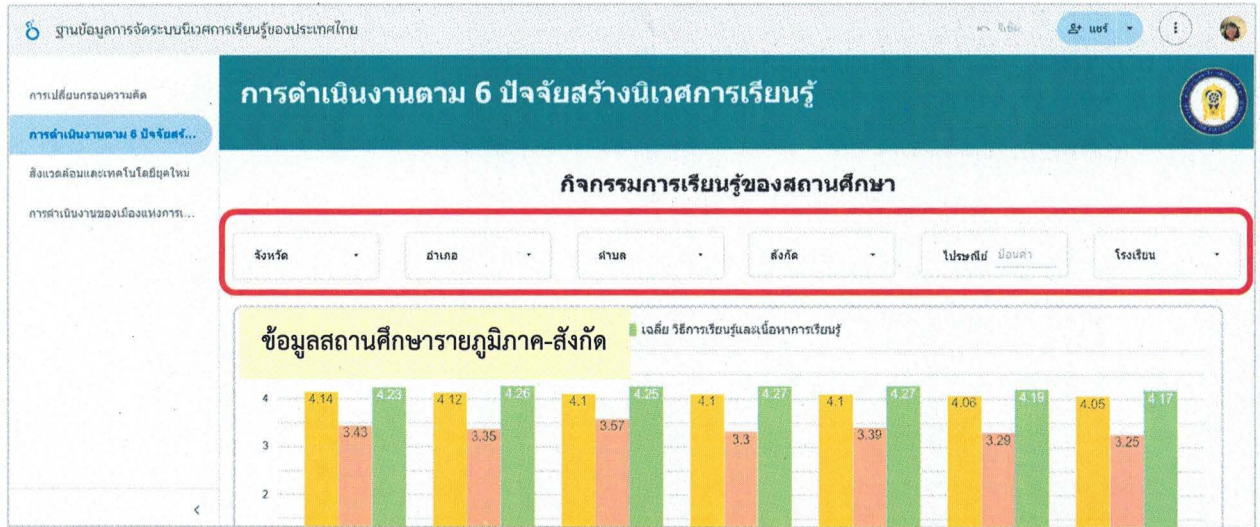 ฐานข้อมูลการจัดระบบนิเวศการเรียนรู้ของประเทศไทย
รีเซ็ต
แชร์
การเปลี่ยนกรอบความคิด
การดำเนินงานตาม 6 ปัจจัยสร้...
สิ่งแวดล้อมและเทคโนโลยียุคใหม่
การดำเนินงานของเมืองแห่งการเ...
การดำเนินงานตาม 6 ปัจจัยสร้างนิเวศการเรียนรู้
กิจกรรมการเรียนรู้ของสถานศึกษา
จังหวัด อำเภอ ตำบล สังกัด ไปรษณีย์ ป้อนค่า โรงเรียน
ข้อมูลสถานศึกษารายภูมิภาค-สังกัด
เฉลี่ย วิธีการเรียนรู้และเนื้อหาการเรียนรู้
4 4.14 4.23 4.12 4.26 4.1 4.25 4.1 4.27 4.1 4.27 4.06 4.19 4.05 4.17
3 3.43 3.35 3.57 3.3 3.39 3.29 3.25
2